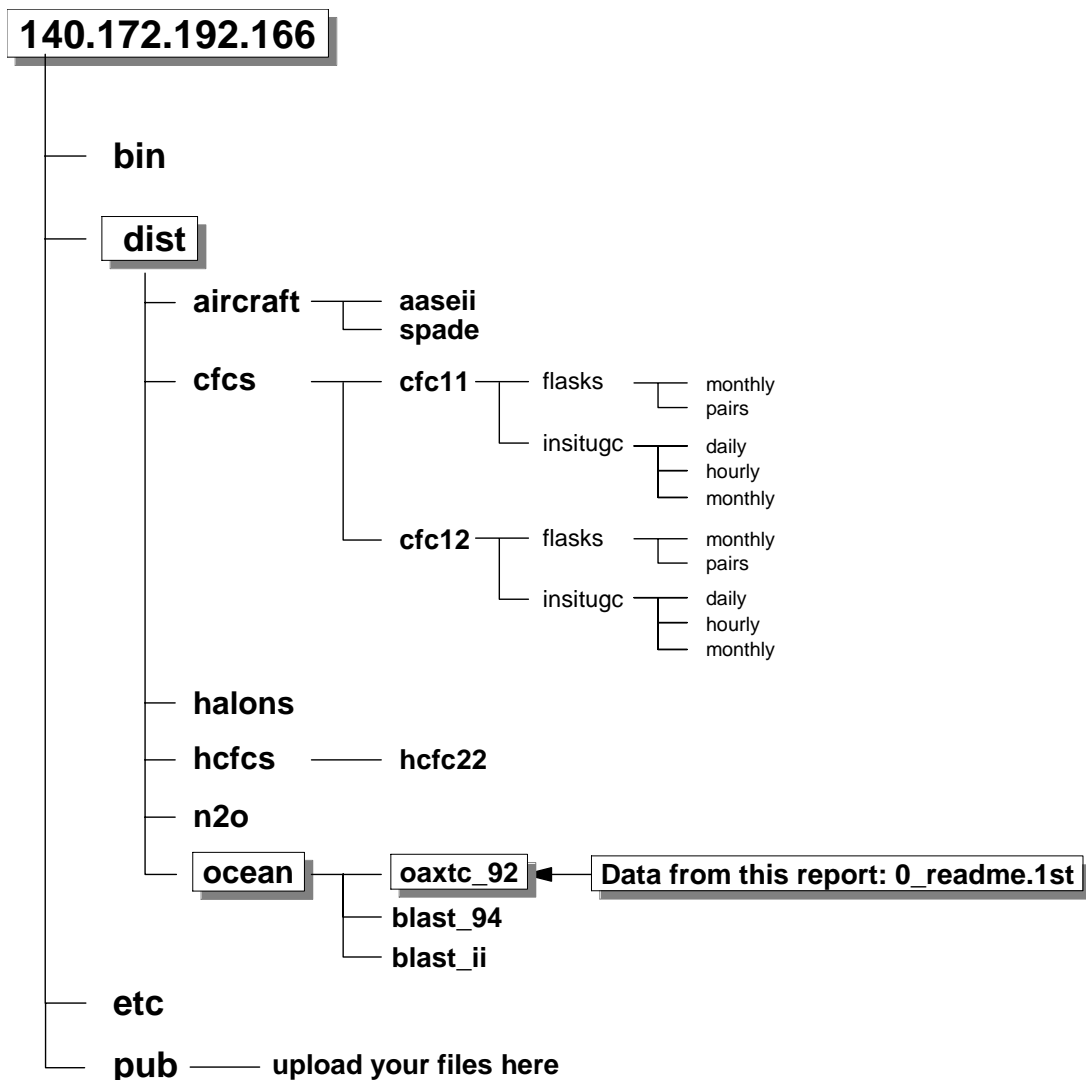 140.172.192.166
bin
dist
aircraft aaseii
spade
cfcs cfc11 flasks monthly
pairs
insitugc daily
hourly
monthly
cfc12 flasks monthly
pairs
insitugc daily
hourly
monthly
halons
hcfcs hcfc22
n2o
ocean oaxtc_92 Data from this report: 0_readme.1st
blast_94
blast_ii
etc
pub upload your files here